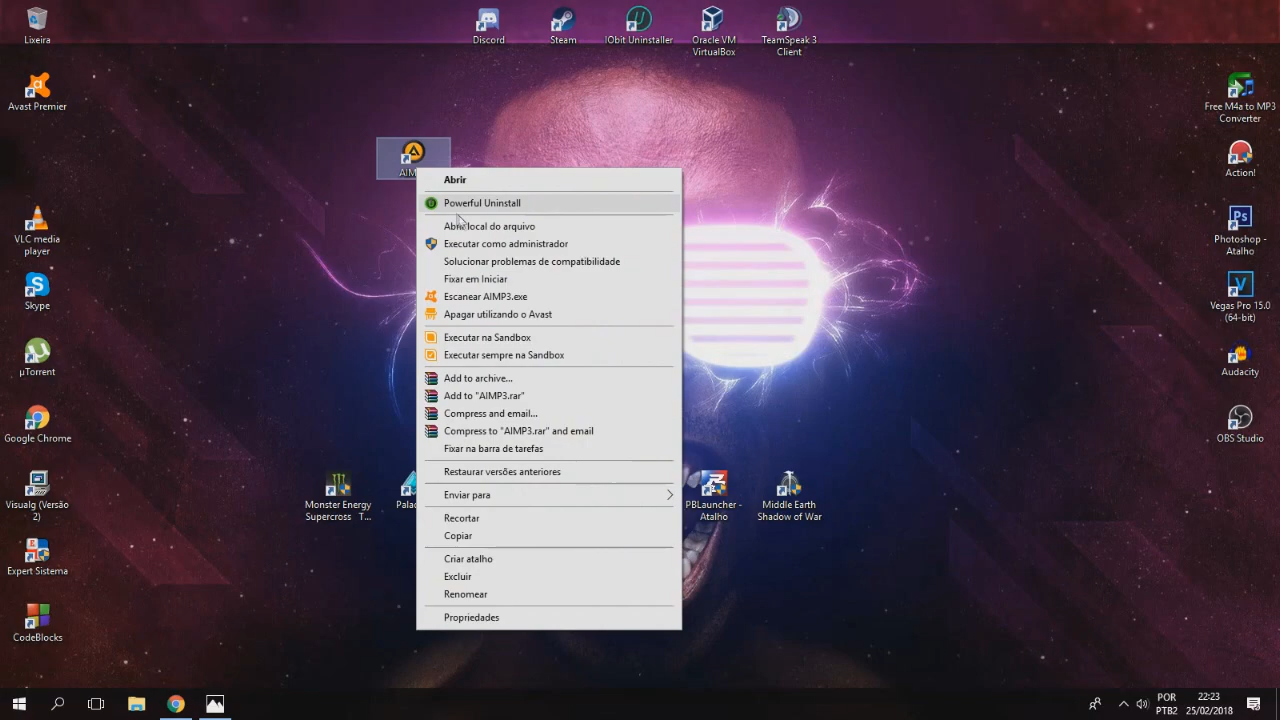 Lixeira
Discord
Steam
IObit Uninstaller
Oracle VM
VirtualBox
TeamSpeak 3
Client
Avast Premier
Free M4a to MP3
Converter
AIM
Action!
Abrir
Powerful Uninstall
Abrir local do arquivo
Executar como administrador
Solucionar problemas de compatibilidade
Fixar em Iniciar
Escanear AIMP3.exe
Apagar utilizando o Avast
Executar na Sandbox
Executar sempre na Sandbox
Add to archive...
Add to "AIMP3.rar"
Compress and email...
Compress to "AIMP3.rar" and email
Fixar na barra de tarefas
Restaurar versões anteriores
Enviar para
Recortar
Copiar
Criar atalho
Excluir
Renomear
Propriedades
VLC media
player
Skype
µTorrent
Google Chrome
Visualg (Versão
2)
Expert Sistema
CodeBlocks
Monster Energy
Supercross T...
Palac
PBLauncher -
Atalho
Middle Earth
Shadow of War
Photoshop -
Atalho
Vegas Pro 15.0
(64-bit)
Audacity
OBS Studio
POR
PTB2
22:23
25/02/2018